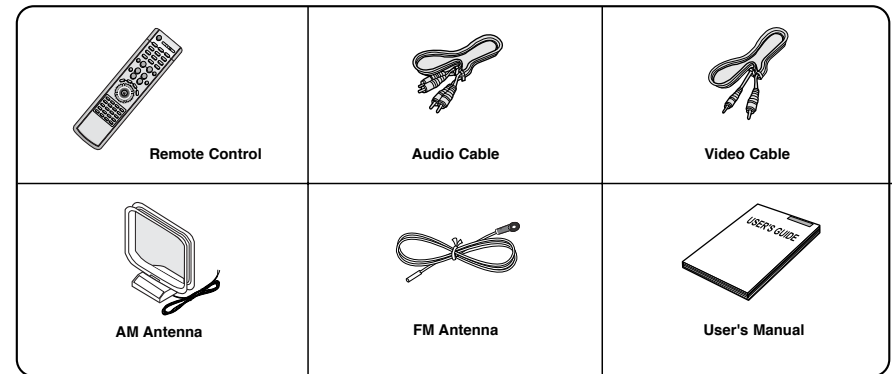 Remote Control
Audio Cable
Video Cable
USER'S GUIDE
AM Antenna
FM Antenna
User's Manual